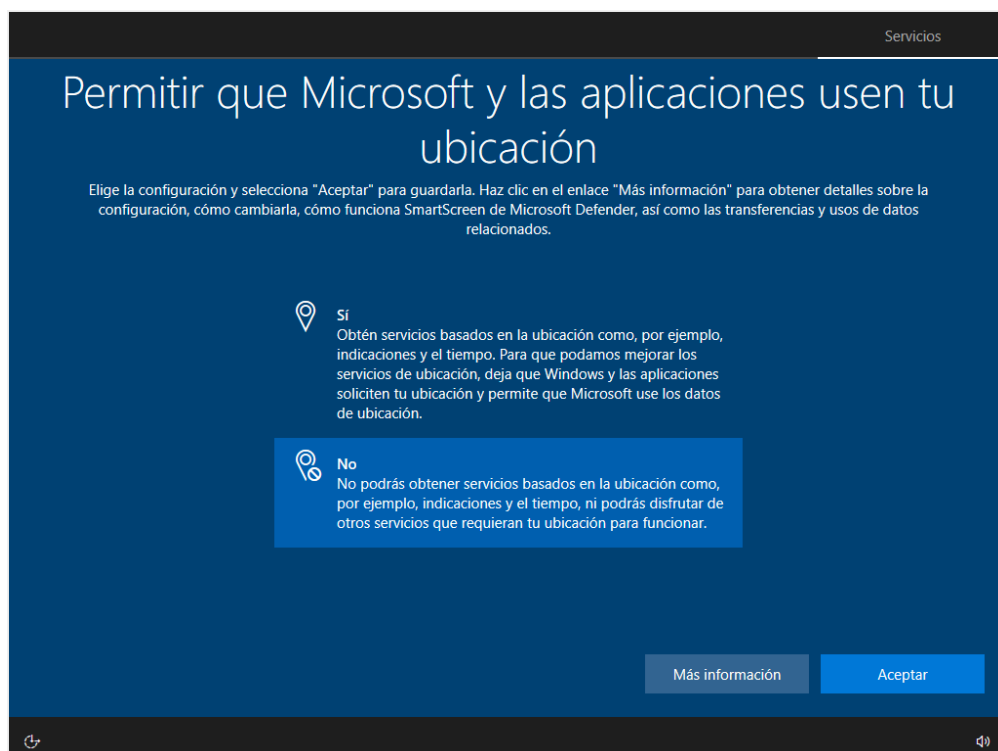 Servicios
Permitir que Microsoft y las aplicaciones usen tu
ubicación
Elige la configuración y selecciona "Aceptar" para guardarla. Haz clic en el enlace "Más información" para obtener detalles sobre la
configuración, cómo cambiarla, cómo funciona SmartScreen de Microsoft Defender, así como las transferencias y usos de datos
relacionados.
Sí
Obtén servicios basados en la ubicación como, por ejemplo,
indicaciones y el tiempo. Para que podamos mejorar los
servicios de ubicación, deja que Windows y las aplicaciones
soliciten tu ubicación y permite que Microsoft use los datos
de ubicación.
No
No podrás obtener servicios basados en la ubicación como,
por ejemplo, indicaciones y el tiempo, ni podrás disfrutar de
otros servicios que requieran tu ubicación para funcionar.
Más información
Aceptar